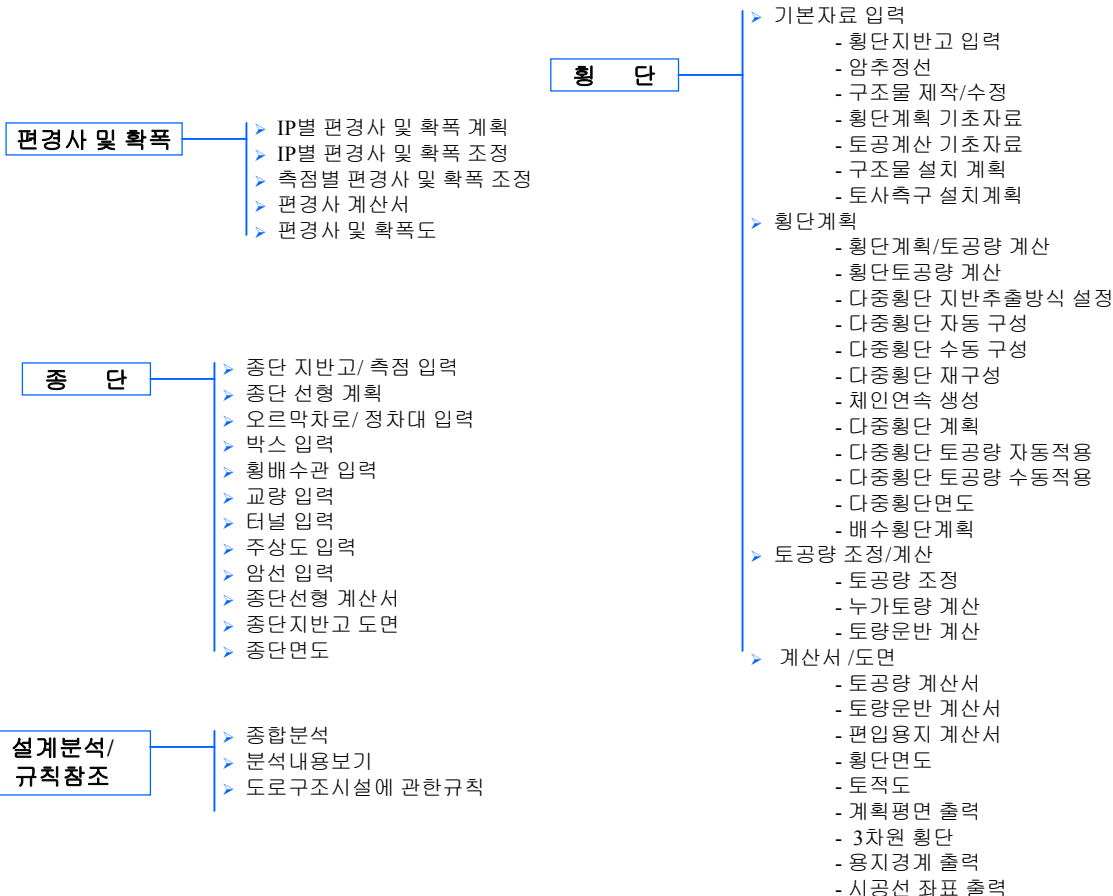 편경사 및 확폭
IP별 편경사 및 확폭 계획
IP별 편경사 및 확폭 조정
측점별 편경사 및 확폭 조정
편경사 계산서
편경사 및 확폭도
종 단
종단 지반고/ 측점 입력
종단 선형 계획
오르막차로/ 정차대 입력
박스 입력
횡배수관 입력
교량 입력
터널 입력
주상도 입력
암선 입력
종단선형 계산서
종단지반고 도면
종단면도
설계분석/
규칙참조
종합분석
분석내용보기
도로구조시설에 관한규칙
횡 단
기본자료 입력
- 횡단지반고 입력
- 암추정선
- 구조물 제작/수정
- 횡단계획 기초자료
- 토공계산 기초자료
- 구조물 설치 계획
- 토사측구 설치계획
횡단계획
- 횡단계획/토공량 계산
- 횡단토공량 계산
- 다중횡단 지반추출방식 설정
- 다중횡단 자동 구성
- 다중횡단 수동 구성
- 다중횡단 재구성
- 체인연속 생성
- 다중횡단 계획
- 다중횡단 토공량 자동적용
- 다중횡단 토공량 수동적용
- 다중횡단면도
- 배수횡단계획
토공량 조정/계산
- 토공량 조정
- 누가토량 계산
- 토량운반 계산
계산서 /도면
- 토공량 계산서
- 토량운반 계산서
- 편입용지 계산서
- 횡단면도
- 토적도
- 계획평면 출력
- 3차원 횡단
- 용지경계 출력
- 시공선 좌표 출력